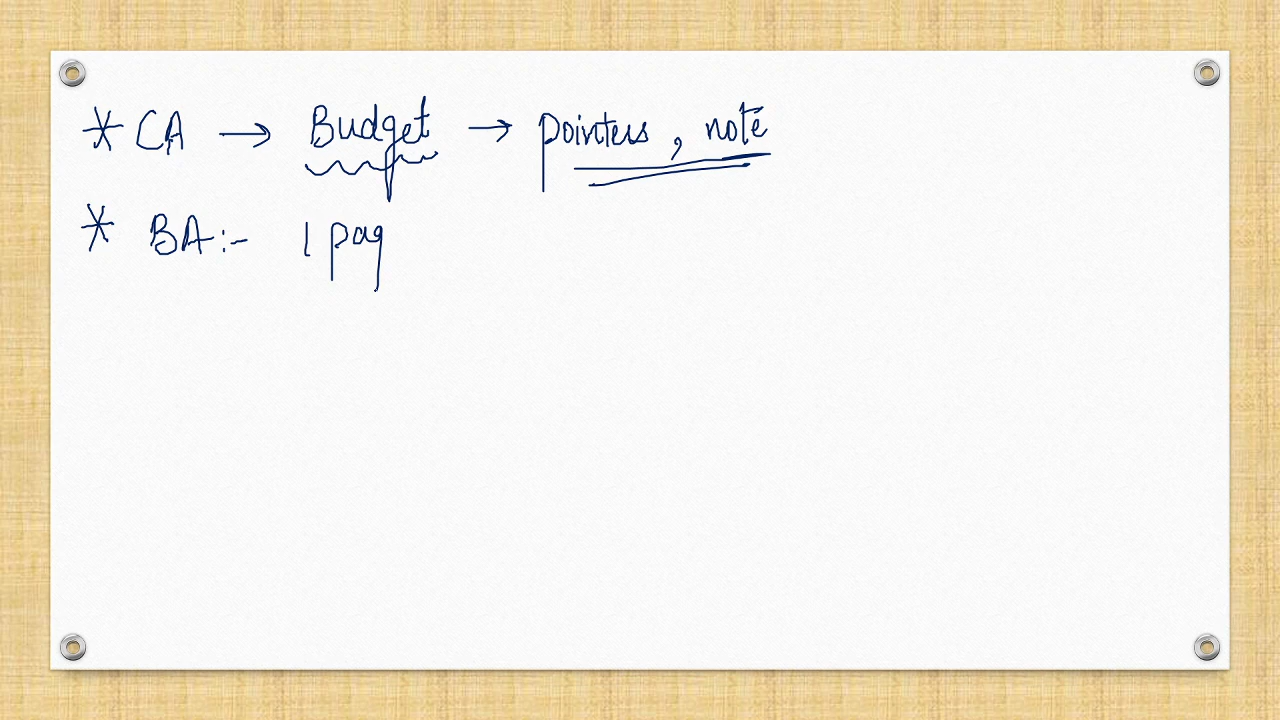 * CA → Budget → pointers, note
* BA :- 1 pag